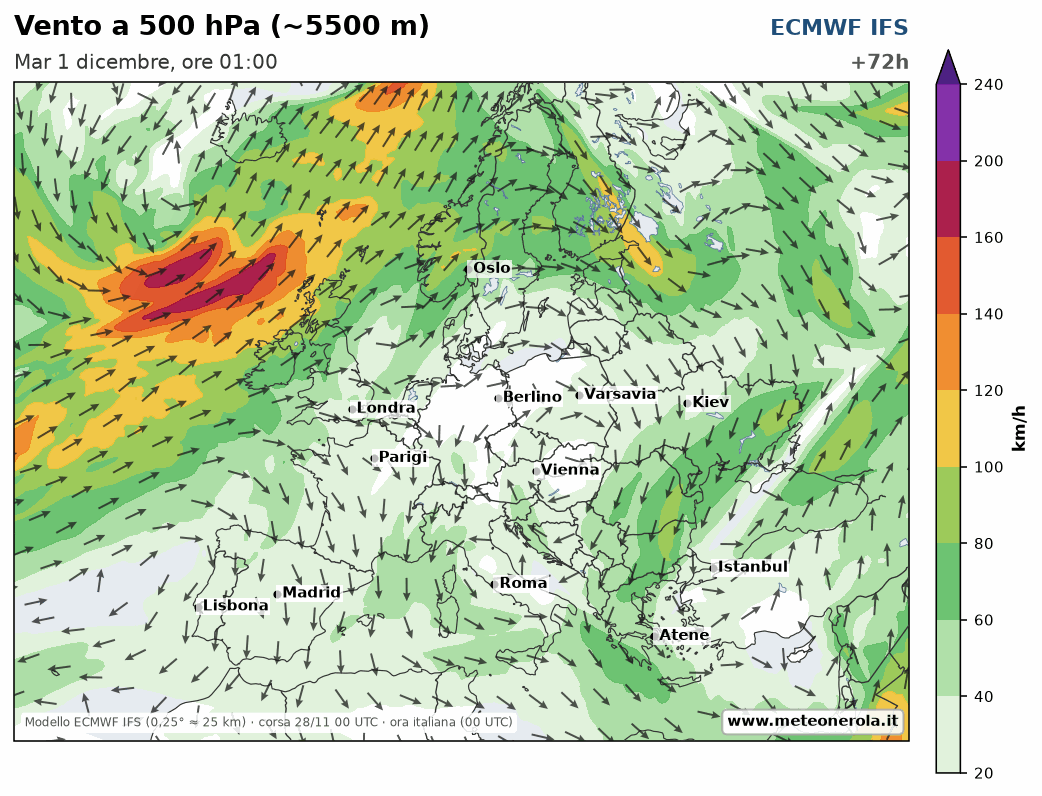 Vento a 500 hPa (~5500 m)
ECMWF IFS
Mar 1 dicembre, ore 01:00
+72h
240
200
160
140
120
100
80
60
40
20
km/h
Oslo
Berlino
Varsavia
Kiev
Londra
Parigi
Vienna
Istanbul
Roma
Madrid
Lisbona
Atene
Modello ECMWF IFS (0,25° ≈ 25 km) · corsa 28/11 00 UTC · ora italiana (00 UTC)
www.meteonerola.it